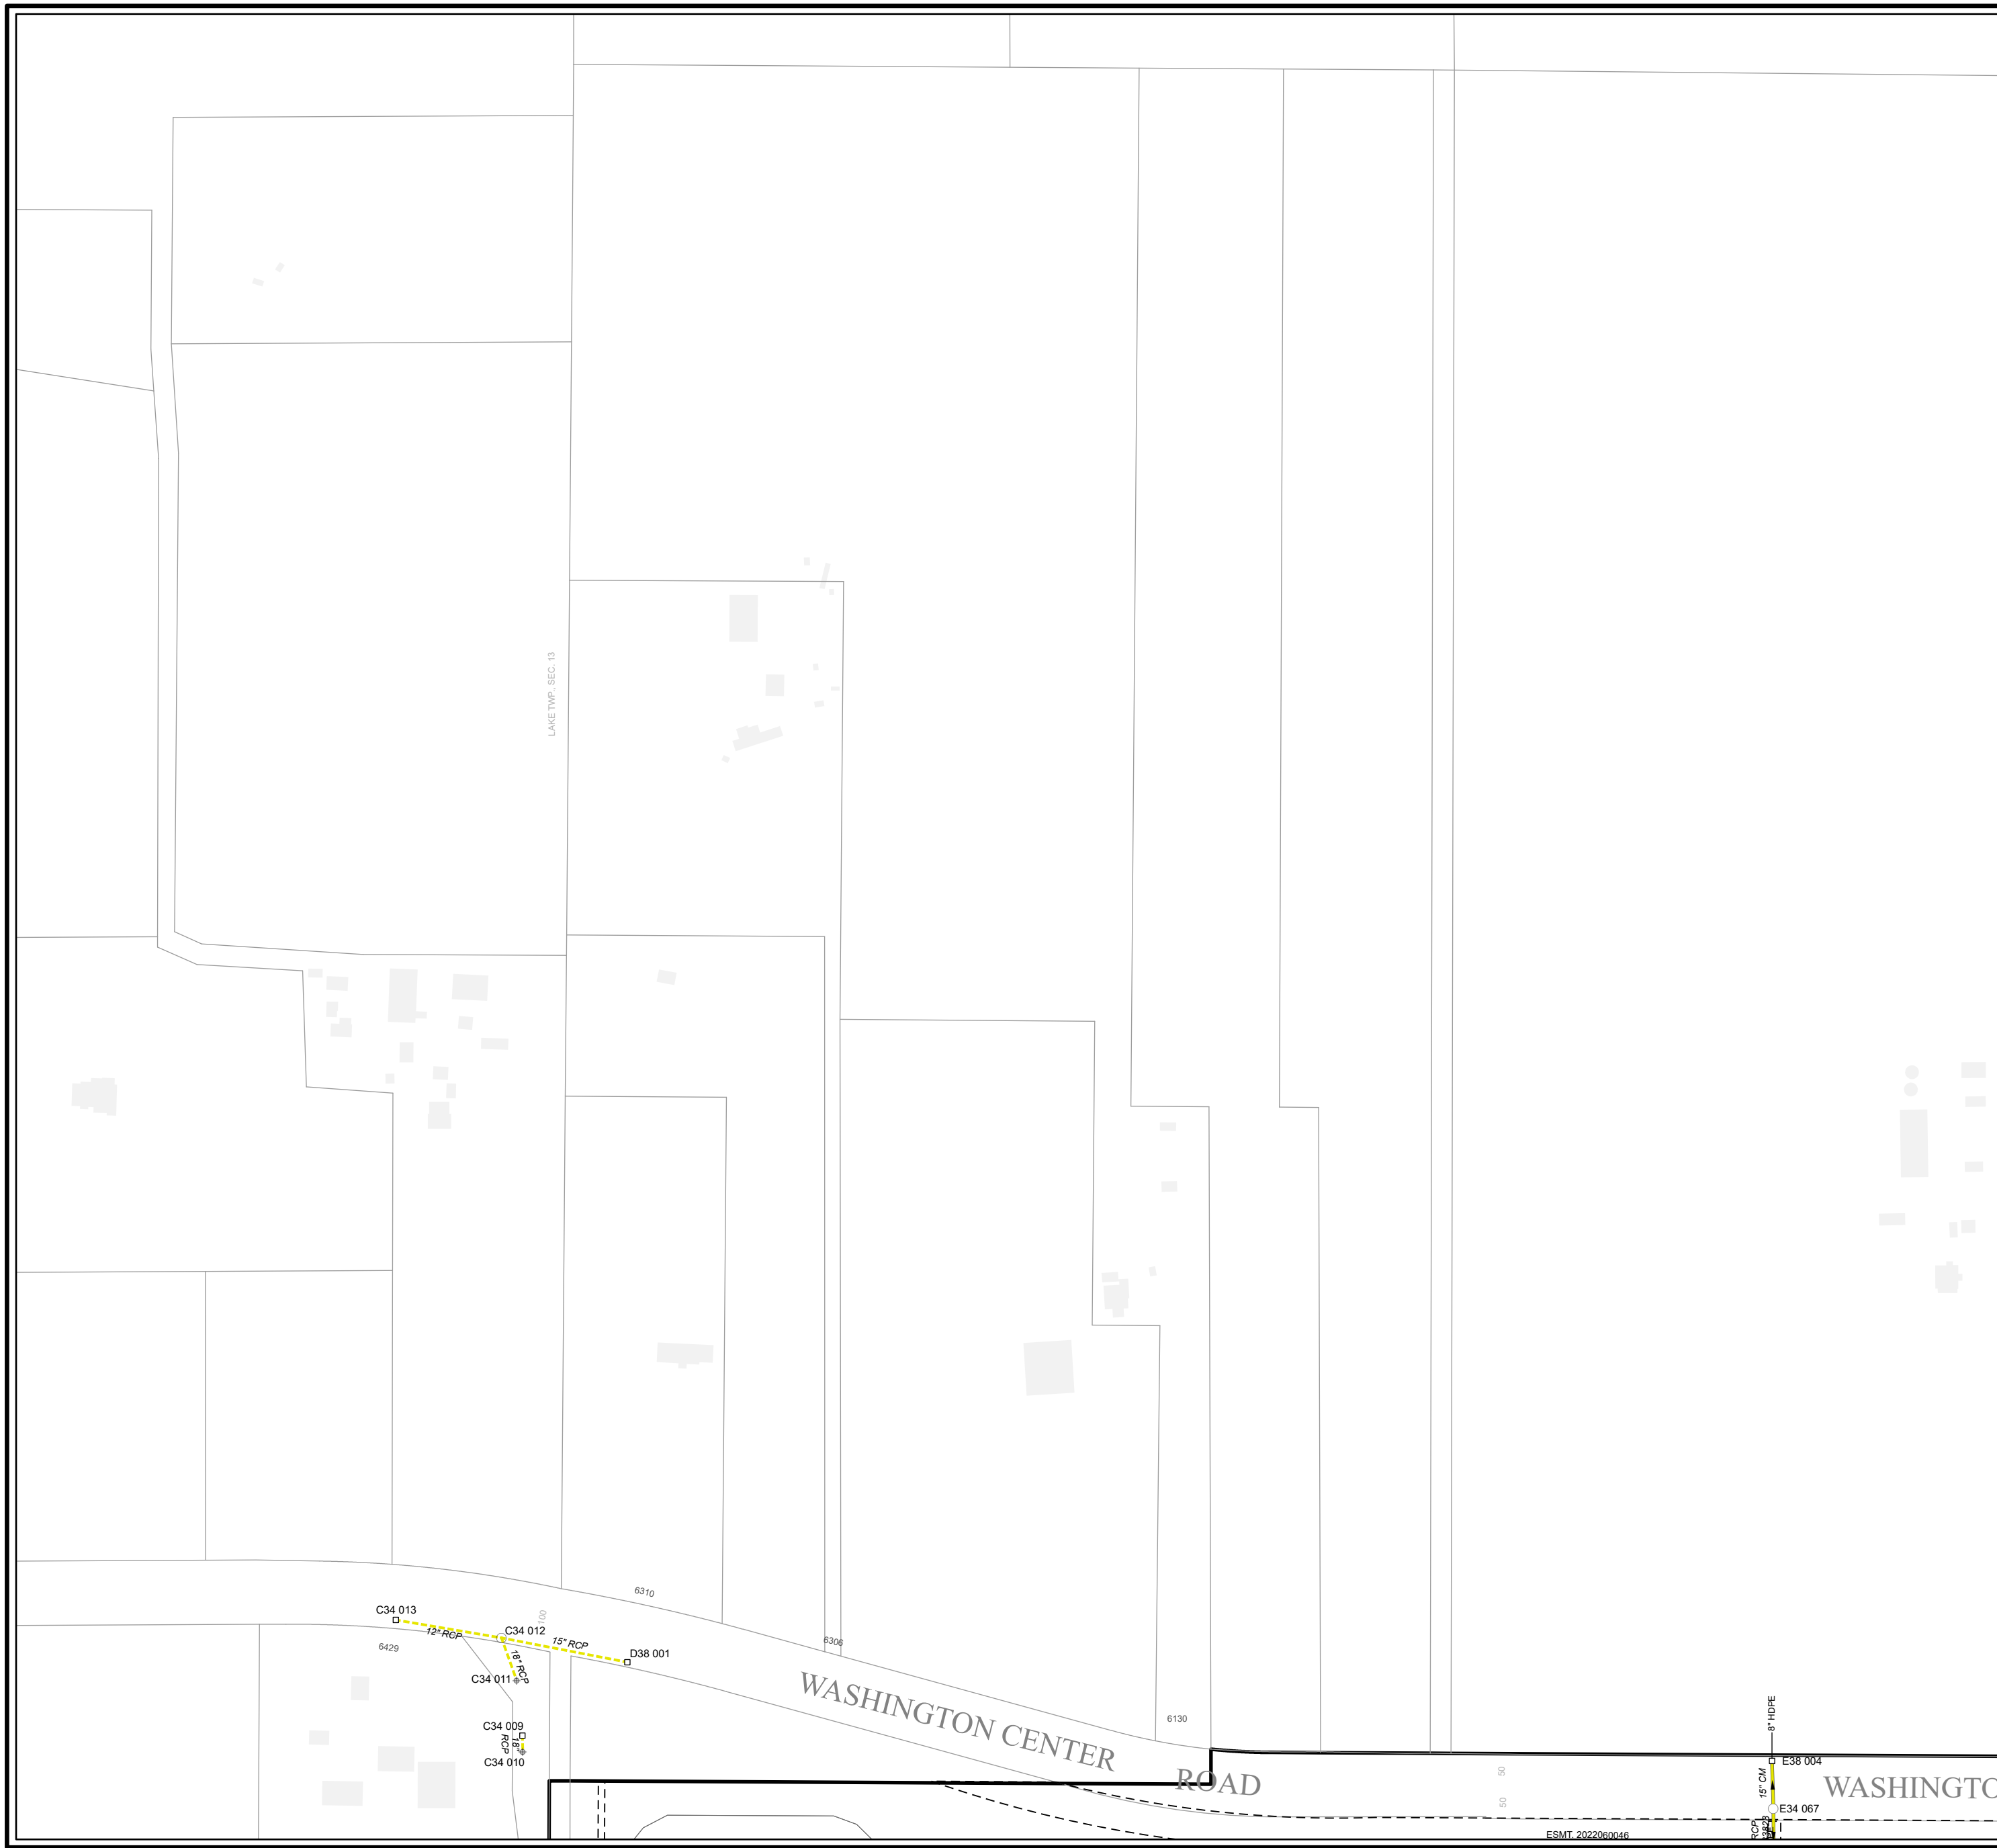 LAKE TWP., SEC. 13
6310
C34 013
100
C34 012
12" RCP
15" RCP
6306
6429
18" RCP
D38 001
C34 011
WASHINGTON CENTER
ROAD
6130
C34 009
18"
RCP
C34 010
8" HDPE
E38 004
50
15" CM
WASHINGTO
50
E34 067
RCP
ESMT. 2022060046